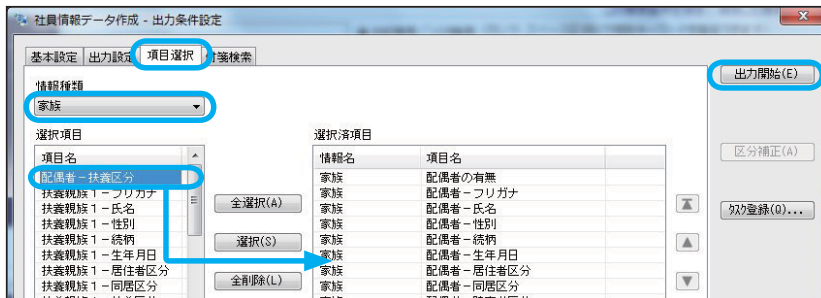 社員情報データ作成 - 出力条件設定
基本設定 出力設定 項目選択 付箋検索
出力開始(E)
情報種類
家族
選択項目 選択済項目
項目名 情報名 項目名
区分補正(A)
配偶者－扶養区分 家族 配偶者の有無
扶養親族1－フリガナ 家族 配偶者－フリガナ
全選択(A)
扶養親族1－氏名 家族 配偶者－氏名
タスク登録(Q)...
扶養親族1－性別 家族 配偶者－性別
扶養親族1－続柄 選択(S) 家族 配偶者－続柄
扶養親族1－生年月日 家族 配偶者－生年月日
扶養親族1－居住者区分 家族 配偶者－居住者区分
全削除(L)
扶養親族1－同居区分 家族 配偶者－同居区分